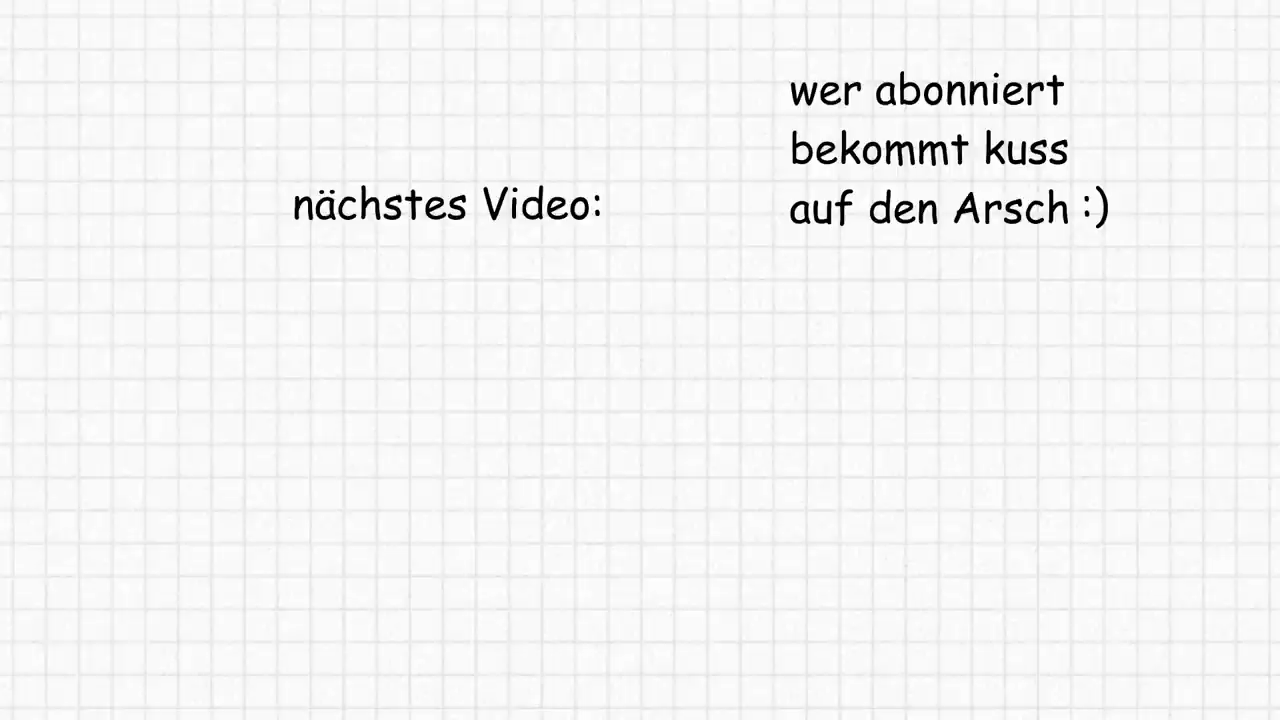 nächstes Video:
wer abonniert
bekommt kuss
auf den Arsch :)